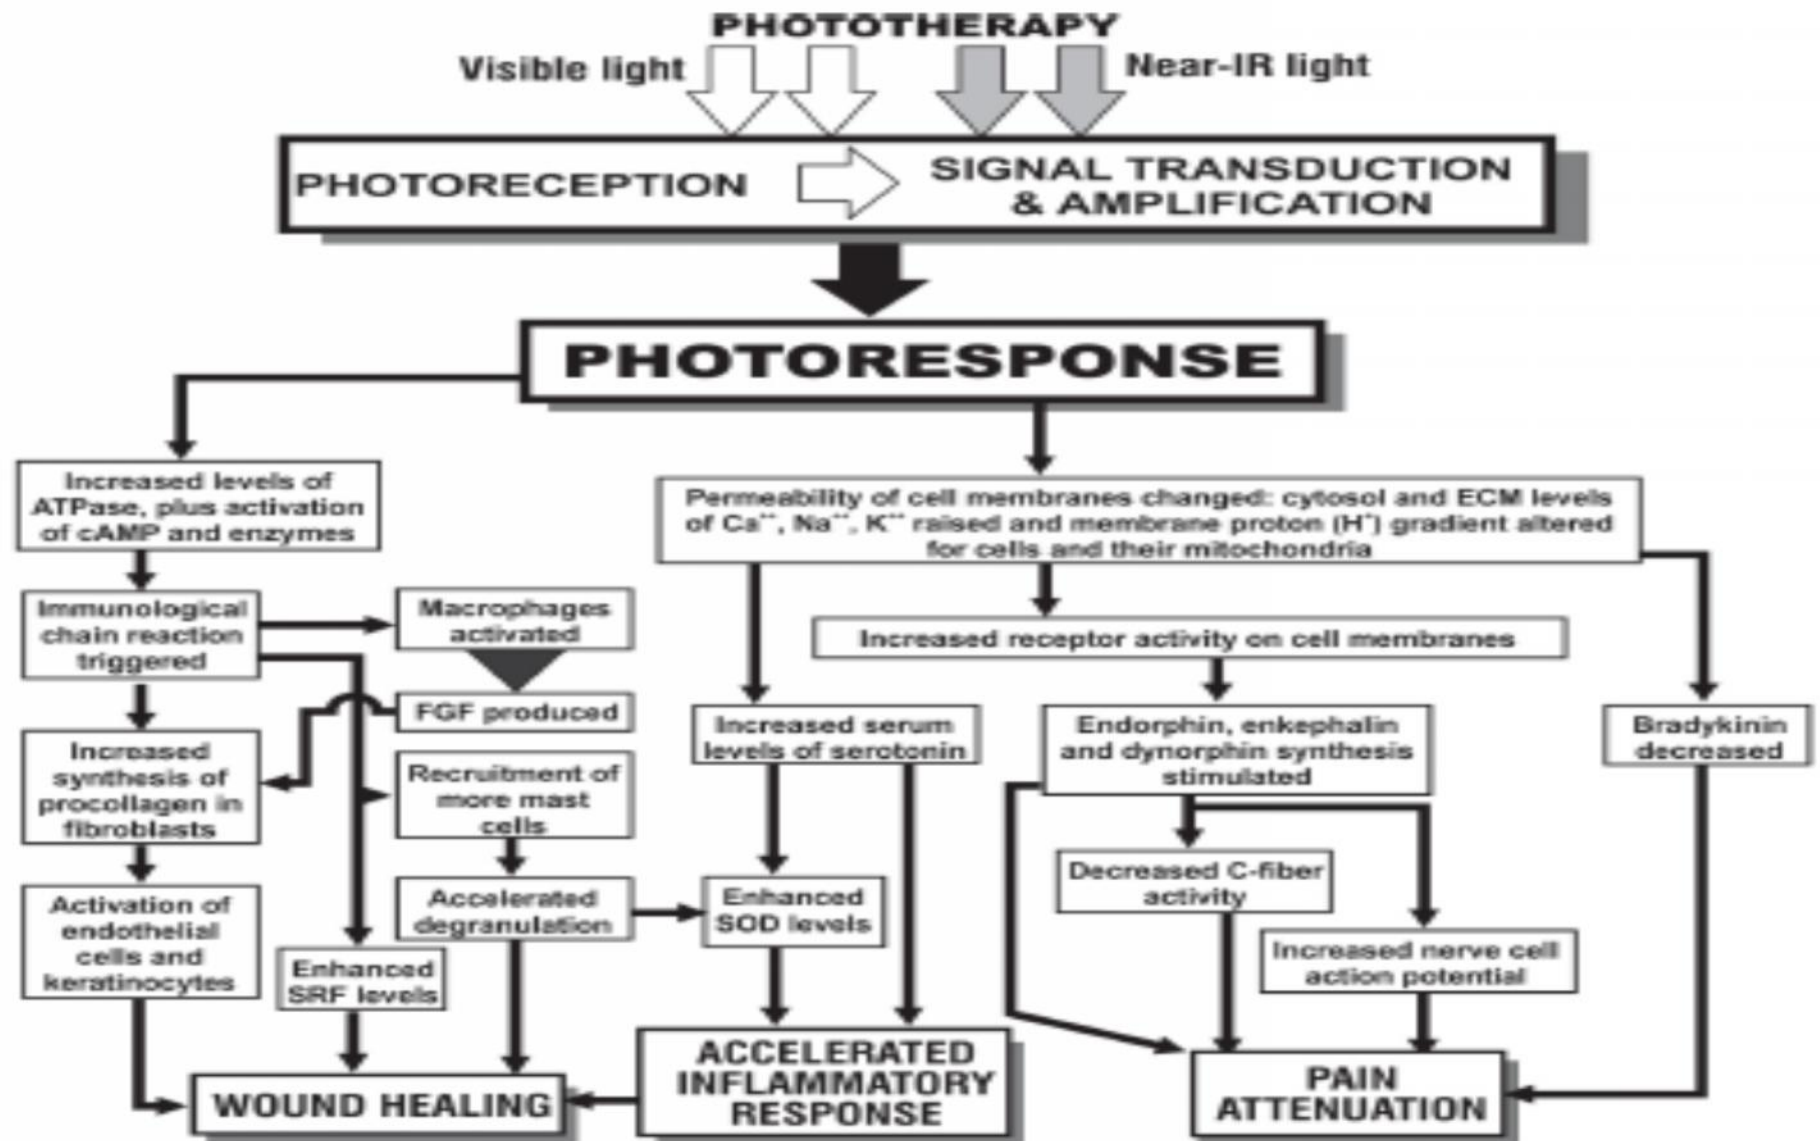 PHOTOTHERAPY
Visible light
Near-IR light
PHOTORECEPTION
SIGNAL TRANSDUCTION
& AMPLIFICATION
PHOTORESPONSE
Increased levels of
ATPase, plus activation
of cAMP and enzymes
Permeability of cell membranes changed: cytosol and ECM levels
of Ca⁺⁺, Na⁺⁺, K⁺⁺ raised and membrane proton (H⁺) gradient altered
for cells and their mitochondria
Immunological
chain reaction
triggered
Macrophages
activated
Increased receptor activity on cell membranes
FGF produced
Increased serum
levels of serotonin
Endorphin, enkephalin
and dynorphin synthesis
stimulated
Bradykinin
decreased
Increased
synthesis of
procollagen in
fibroblasts
Recruitment of
more mast
cells
Decreased C-fiber
activity
Activation of
endothelial
cells and
keratinocytes
Accelerated
degranulation
Enhanced
SOD levels
Increased nerve cell
action potential
Enhanced
SRF levels
WOUND HEALING
ACCELERATED
INFLAMMATORY
RESPONSE
PAIN
ATTENUATION